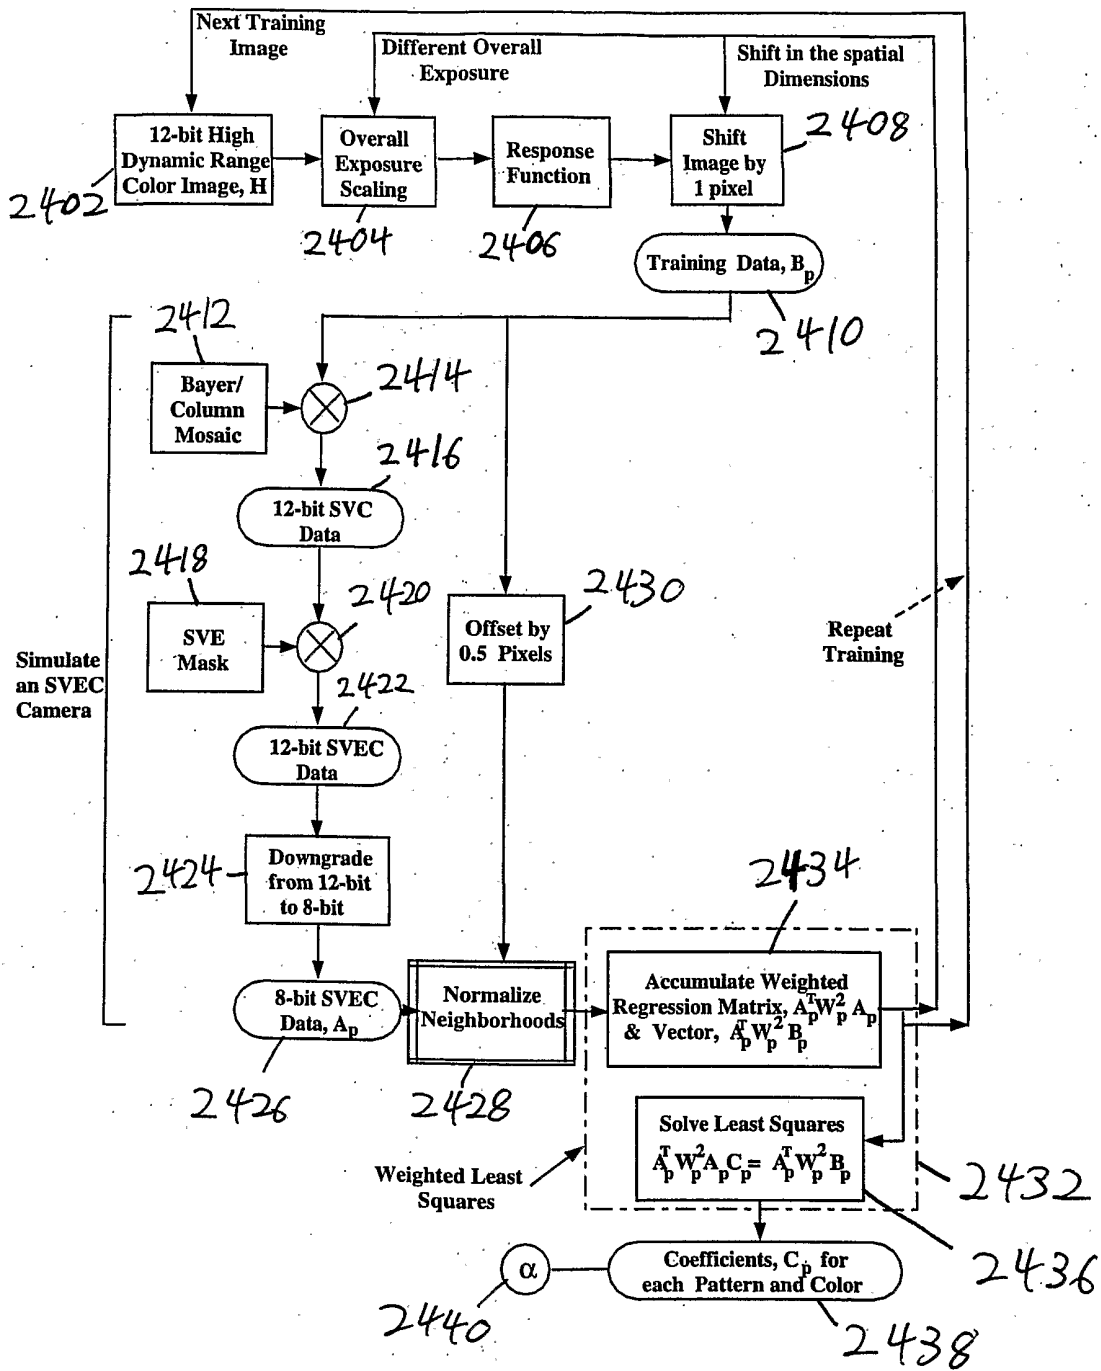 Next Training
Image
Different Overall
Exposure
Shift in the spatial
Dimensions
12-bit High
Dynamic Range
Color Image, H
2402
Overall
Exposure
Scaling
2404
Response
Function
2406
Shift
Image by
1 pixel
2408
Training Data, Bp
2410
2412
Bayer/
Column
Mosaic
2414
2416
12-bit SVC
Data
2418
SVE
Mask
2420
2430
Offset by
0.5 Pixels
Repeat
Training
Simulate
an SVEC
Camera
2422
12-bit SVEC
Data
2424
Downgrade
from 12-bit
to 8-bit
2434
8-bit SVEC
Data, Ap
2426
Normalize
Neighborhoods
2428
Accumulate Weighted
Regression Matrix, ApᵀWp²Ap
& Vector, ApᵀWp²Bp
Solve Least Squares
ApᵀWp²ApCp= ApᵀWp²Bp
Weighted Least
Squares
2432
2436
α
2440
Coefficients, Cp for
each Pattern and Color
2438